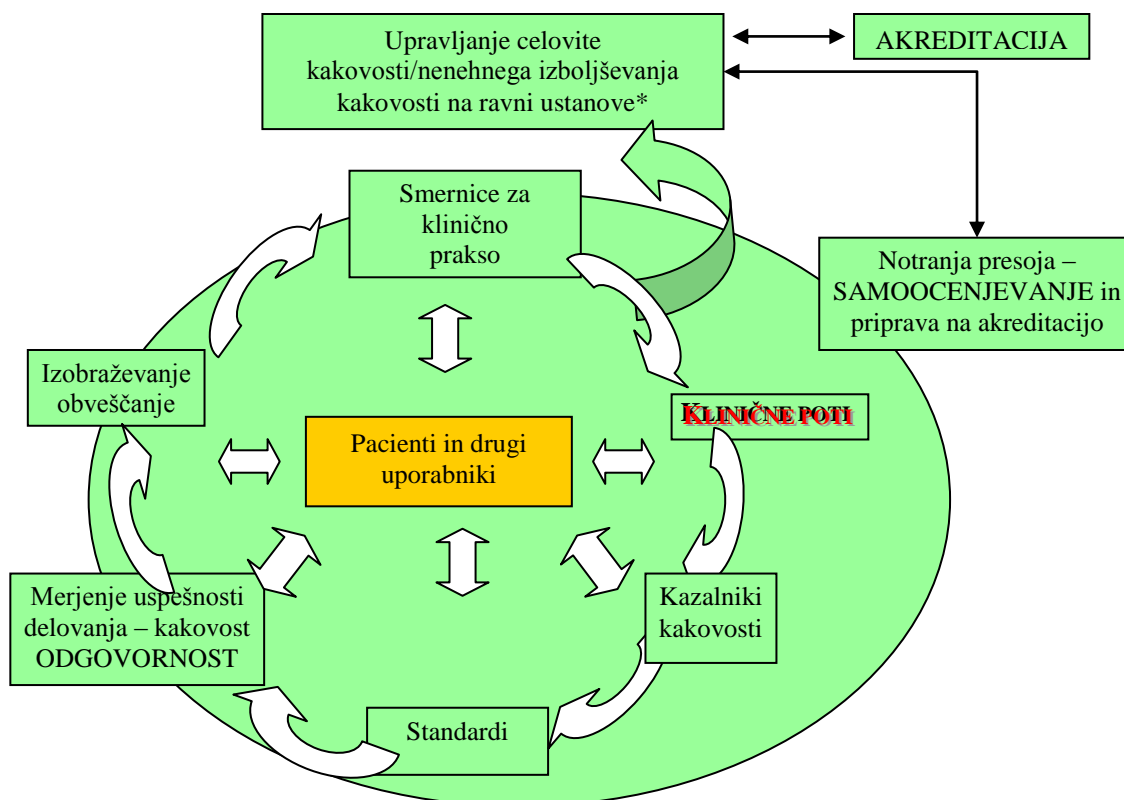 Upravljanje celovite
kakovosti/nenehnega izboljševanja
kakovosti na ravni ustanove*
AKREDITACIJA
Smernice za
klinično
prakso
Notranja presoja –
SAMOOCENJEVANJE in
priprava na akreditacijo
Izobraževanje
obveščanje
KLINIČNE POTI
Pacienti in drugi
uporabniki
Merjenje uspešnosti
delovanja – kakovost
ODGOVORNOST
Kazalniki
kakovosti
Standardi